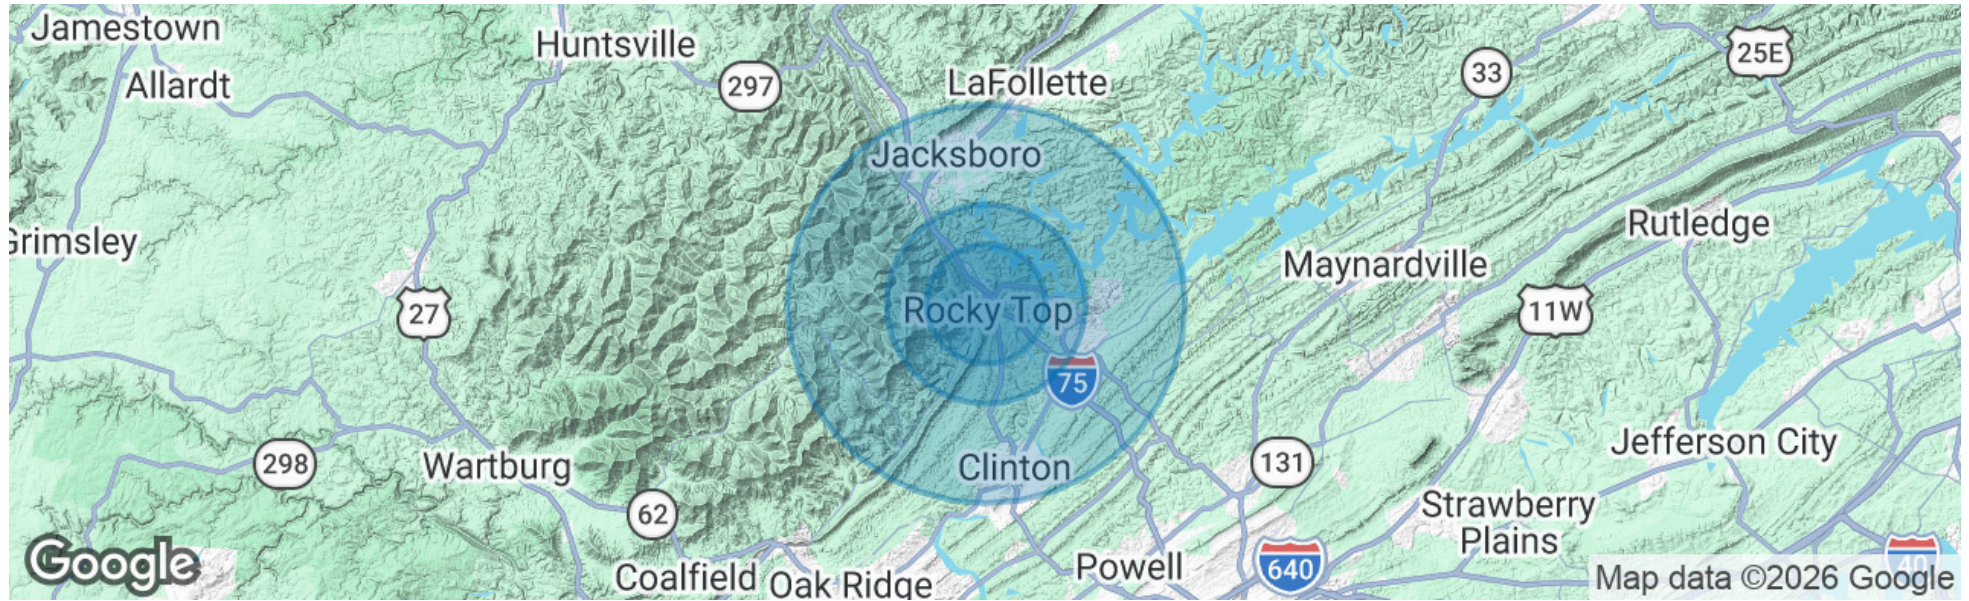 Jamestown
Huntsville
25E
33
Allardt
297
LaFollette
Jacksboro
Grimsley
Rutledge
Maynardville
27
Rocky Top
11W
75
298
Wartburg
Clinton
131
Jefferson City
62
Strawberry
Plains
Google
Coalfield
Oak Ridge
Powell
640
40
Map data ©2026 Google